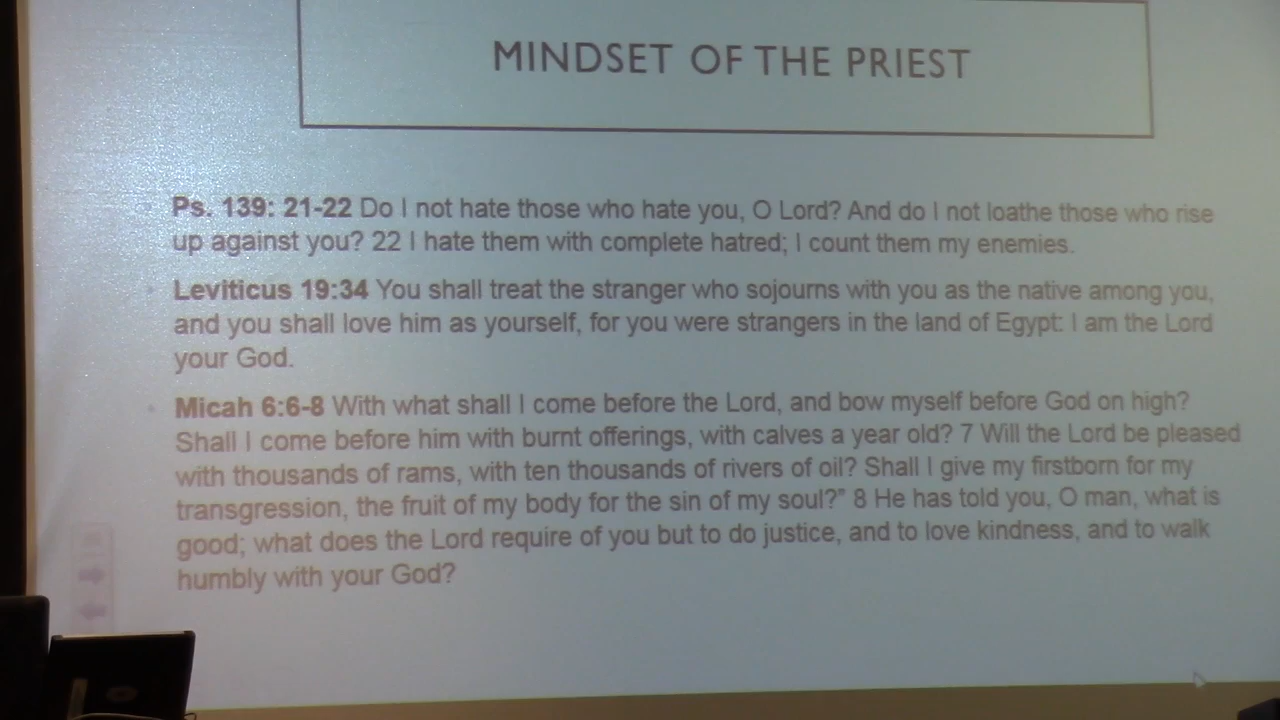 MINDSET OF THE PRIEST
Ps. 139: 21-22 Do I not hate those who hate you, O Lord? And do I not loathe those who rise
up against you? 22 I hate them with complete hatred; I count them my enemies.
Leviticus 19:34 You shall treat the stranger who sojourns with you as the native among you,
and you shall love him as yourself, for you were strangers in the land of Egypt: I am the Lord
your God.
Micah 6:6-8 With what shall I come before the Lord, and bow myself before God on high?
Shall I come before him with burnt offerings, with calves a year old? 7 Will the Lord be pleased
with thousands of rams, with ten thousands of rivers of oil? Shall I give my firstborn for my
transgression, the fruit of my body for the sin of my soul?" 8 He has told you, O man, what is
good; what does the Lord require of you but to do justice, and to love kindness, and to walk
humbly with your God?